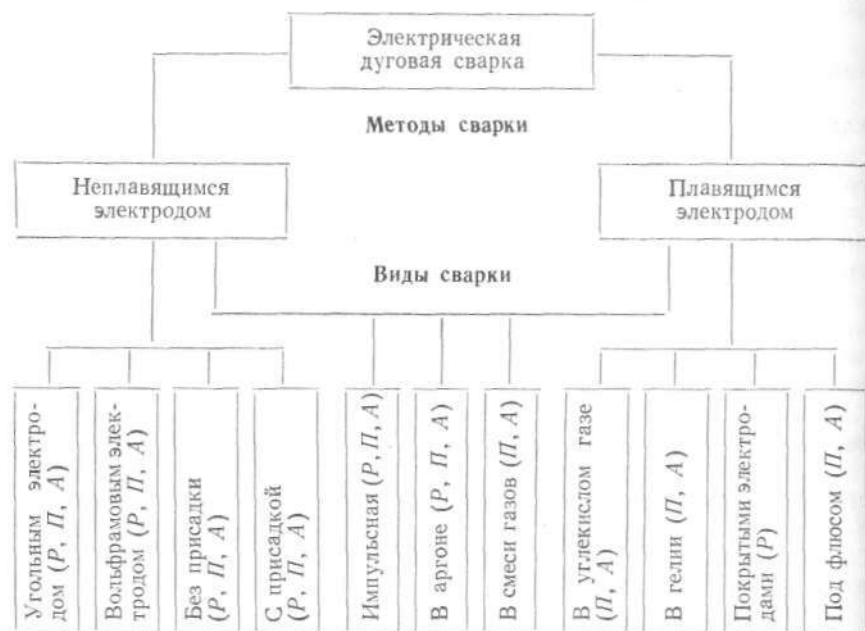 Электрическая
дуговая сварка
Методы сварки
Неплавящимся
электродом
Плавящимся
электродом
Виды сварки
Угольным электро-
дом (Р, П, А)
Вольфрамовым элек-
тродом (Р, П, А)
Без присадки
(Р, П, А)
С присадкой
(Р, П, А)
Импульсная (Р, П, А)
В аргоне (Р, П, А)
В смеси газов (П, А)
В углекислом газе
(П, А)
В гелии (П, А)
Покрытыми электро-
дами (Р)
Под флюсом (П, А)